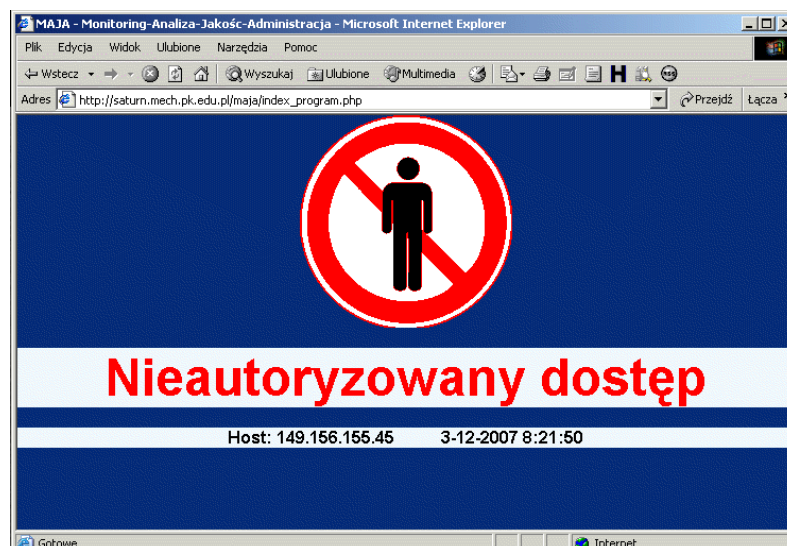 MAJA - Monitoring-Analiza-Jakośc-Administracja - Microsoft Internet Explorer
Plik Edycja Widok Ulubione Narzędzia Pomoc
Wstecz Wyszukaj Ulubione Multimedia H
Adres http://saturn.mech.pk.edu.pl/maja/index_program.php Przejdź Łącza
Nieautoryzowany dostęp
Host: 149.156.155.45 3-12-2007 8:21:50
Gotowe Internet